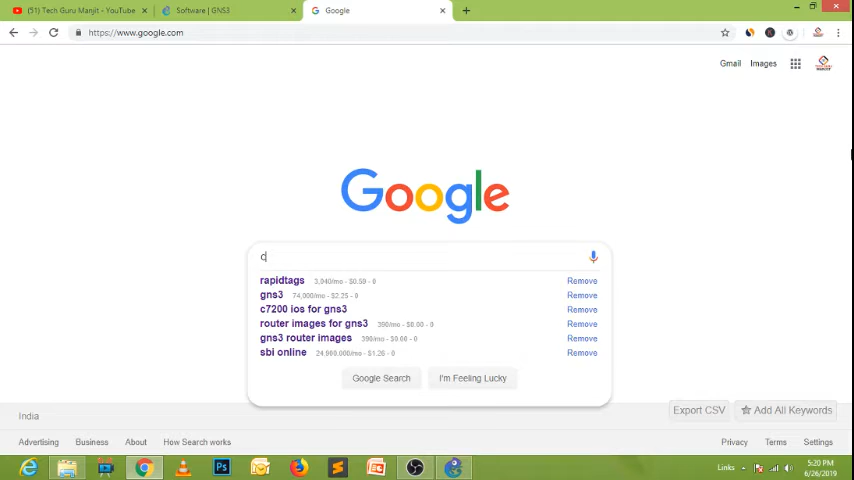 (51) Tech Guru Manjit - YouTube
Software | GNS3
Google
https://www.google.com
Gmail
Images
Google
c
rapidtags 3,040/mo - $0.59 - 0 Remove
gns3 74,000/mo - $2.25 - 0 Remove
c7200 ios for gns3 Remove
router images for gns3 390/mo - $0.00 - 0 Remove
gns3 router images 390/mo - $0.00 - 0 Remove
sbi online 24,900,000/mo - $1.26 - 0 Remove
Google Search
I'm Feeling Lucky
India
Export CSV
Add All Keywords
Advertising
Business
About
How Search works
Privacy
Terms
Settings
Ps
Links
5:20 PM
6/26/2019